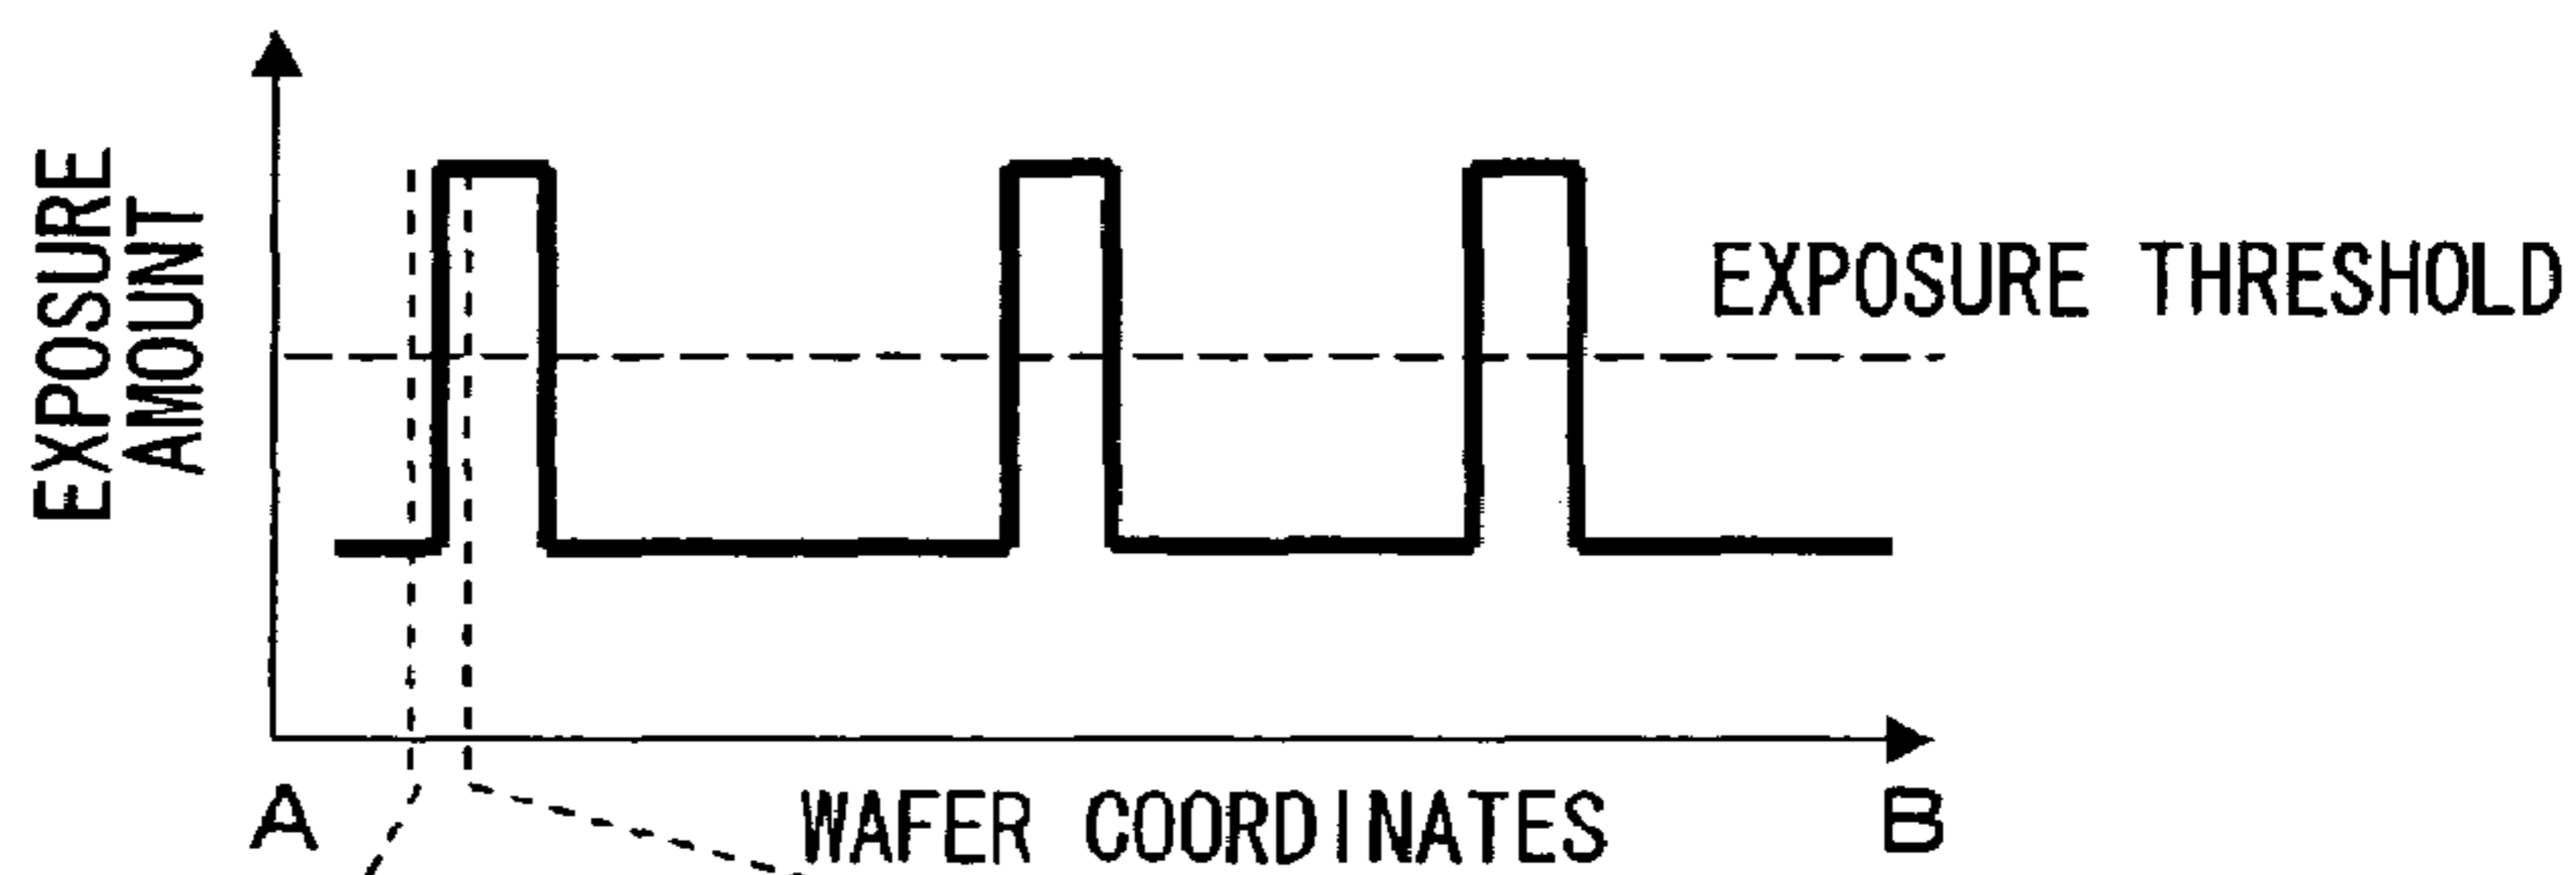 EXPOSURE
AMOUNT
EXPOSURE THRESHOLD
A
WAFER COORDINATES
B